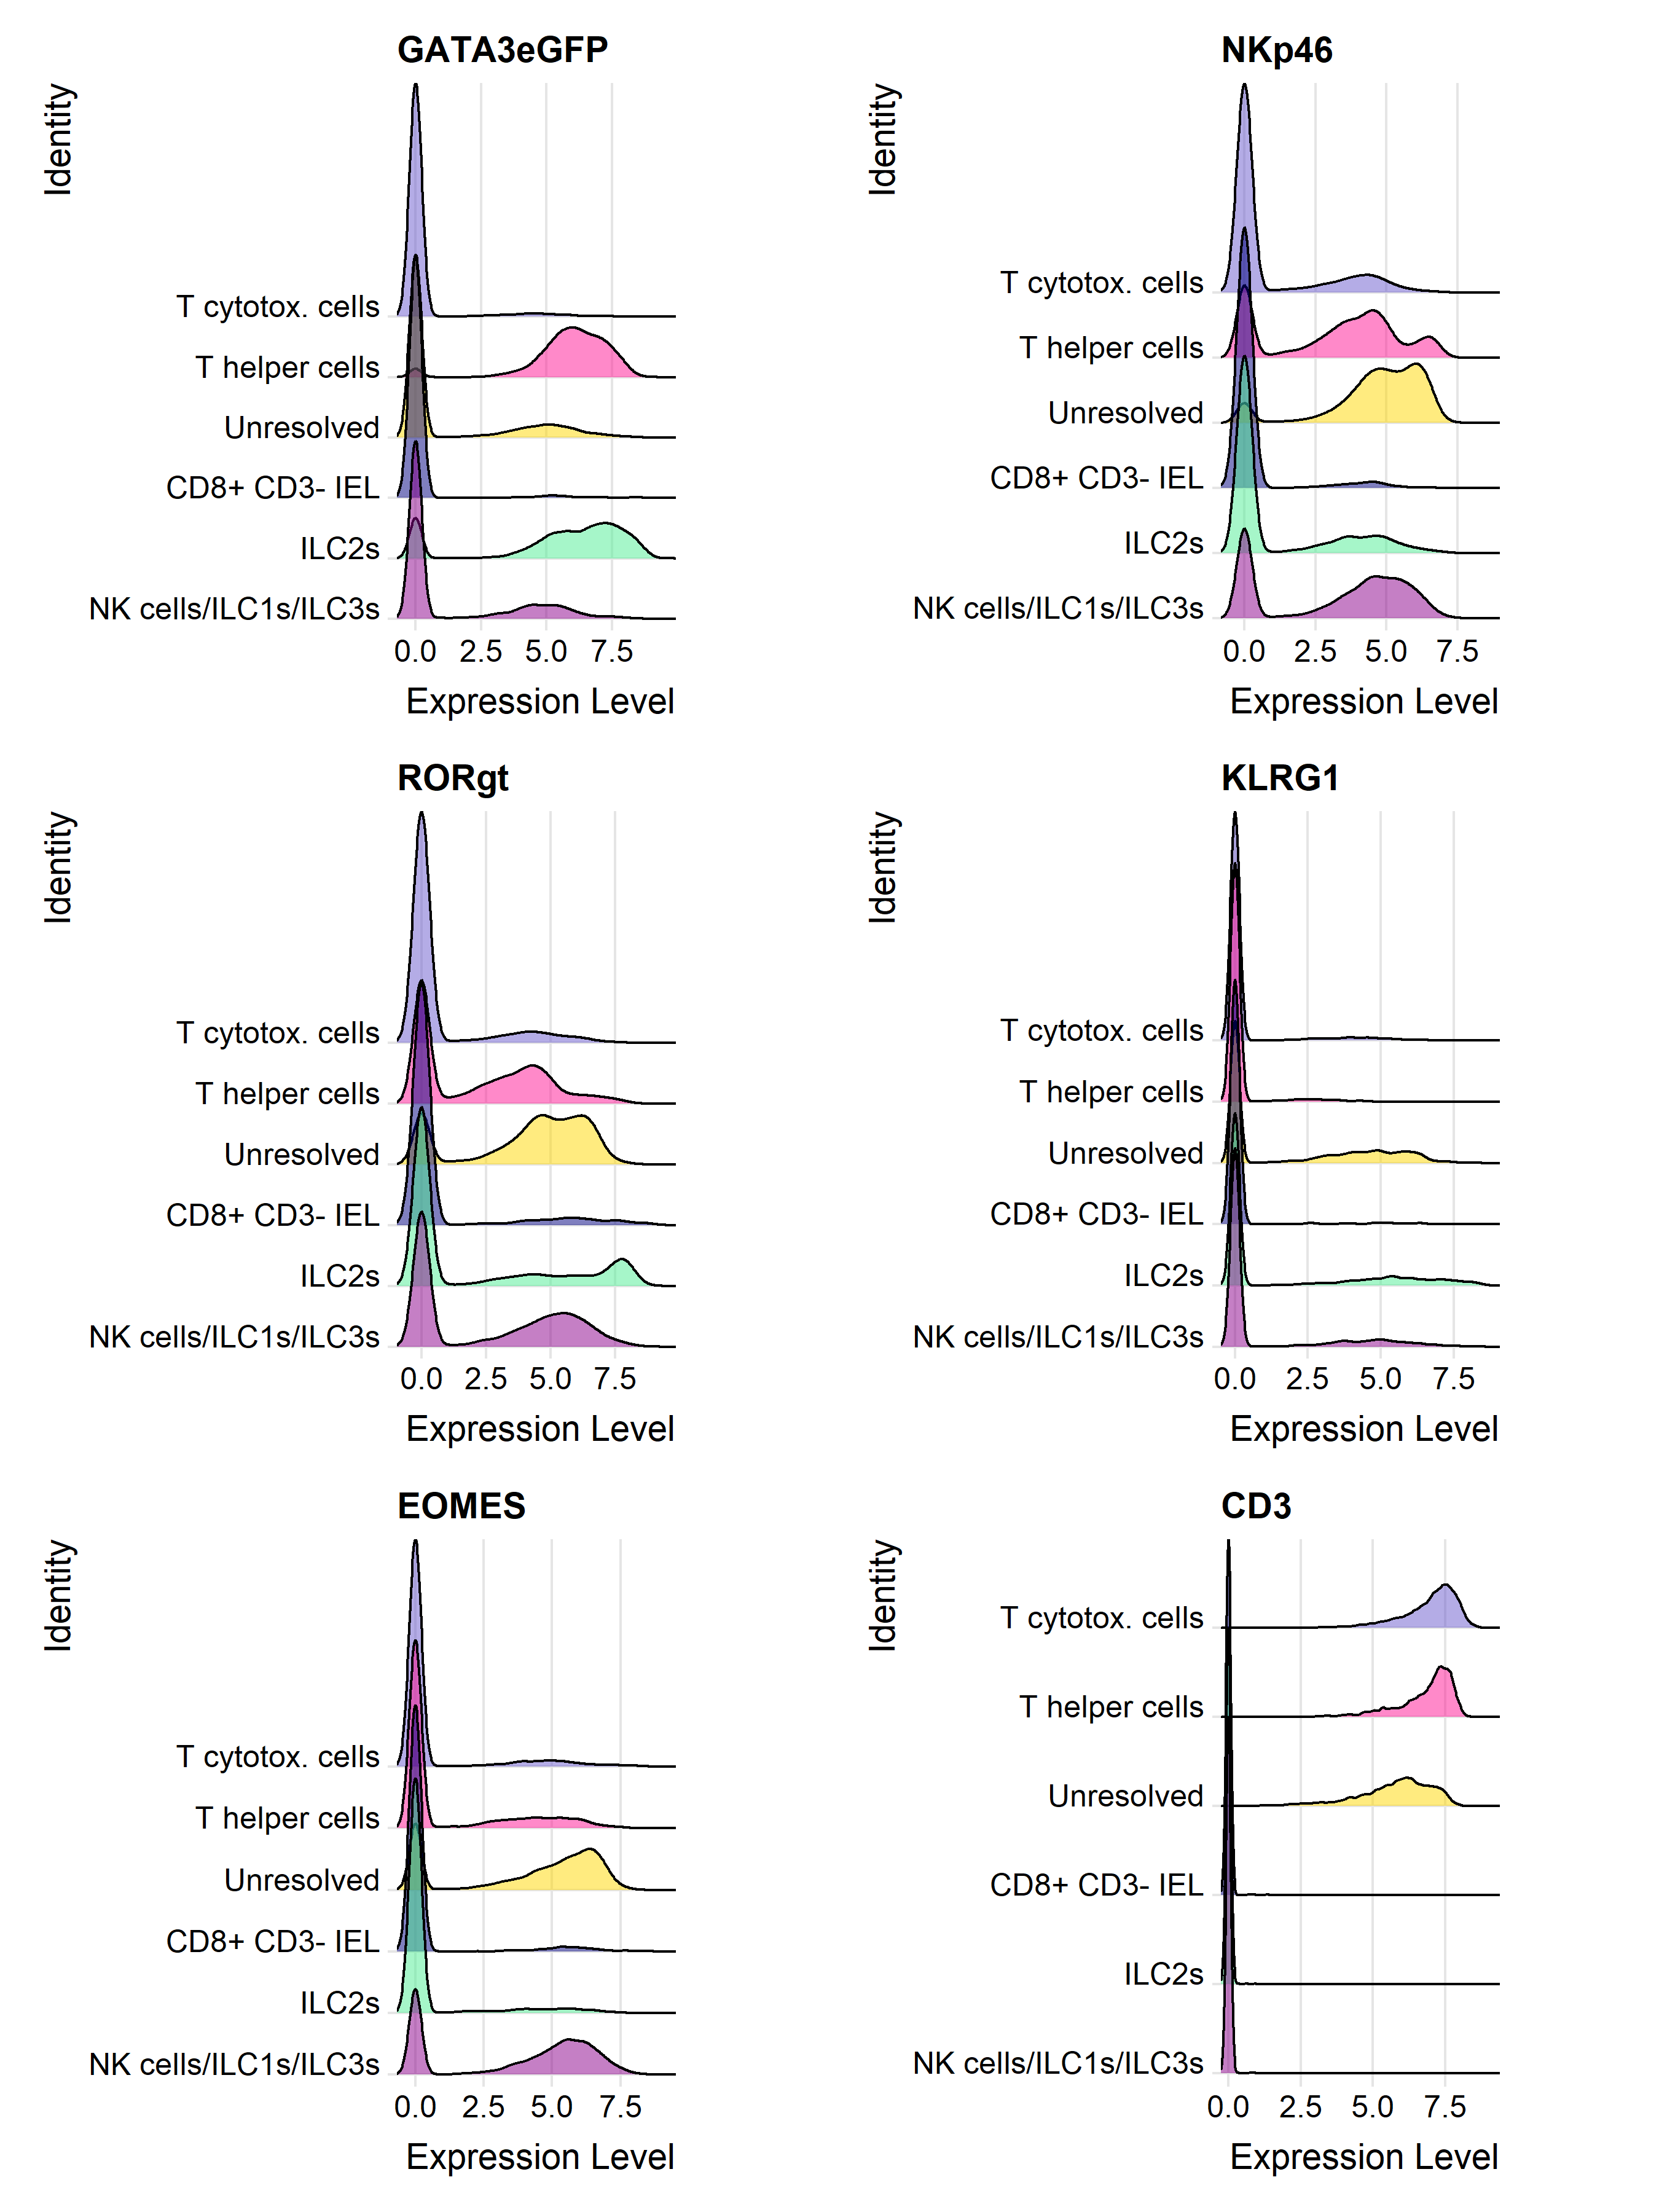 GATA3eGFP
Identity
T cytotox. cells
T helper cells
Unresolved
CD8+ CD3- IEL
ILC2s
NK cells/ILC1s/ILC3s
0.0 2.5 5.0 7.5
Expression Level
NKp46
Identity
T cytotox. cells
T helper cells
Unresolved
CD8+ CD3- IEL
ILC2s
NK cells/ILC1s/ILC3s
0.0 2.5 5.0 7.5
Expression Level
RORgt
Identity
T cytotox. cells
T helper cells
Unresolved
CD8+ CD3- IEL
ILC2s
NK cells/ILC1s/ILC3s
0.0 2.5 5.0 7.5
Expression Level
KLRG1
Identity
T cytotox. cells
T helper cells
Unresolved
CD8+ CD3- IEL
ILC2s
NK cells/ILC1s/ILC3s
0.0 2.5 5.0 7.5
Expression Level
EOMES
Identity
T cytotox. cells
T helper cells
Unresolved
CD8+ CD3- IEL
ILC2s
NK cells/ILC1s/ILC3s
0.0 2.5 5.0 7.5
Expression Level
CD3
Identity
T cytotox. cells
T helper cells
Unresolved
CD8+ CD3- IEL
ILC2s
NK cells/ILC1s/ILC3s
0.0 2.5 5.0 7.5
Expression Level